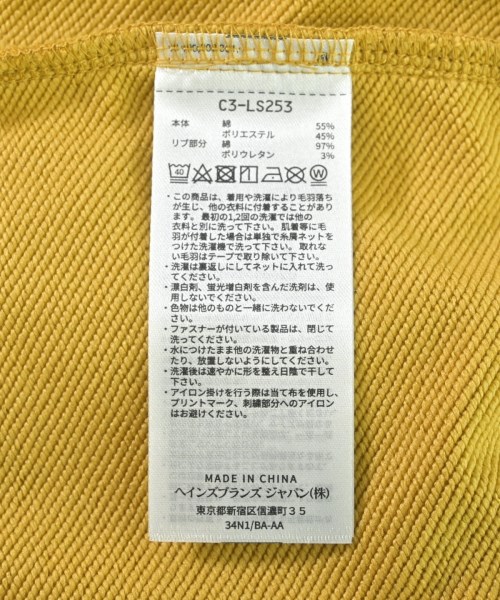 C3-LS253
本体 綿 55%
ポリエステル 45%
リブ部分 綿 97%
ポリウレタン 3%
40 W
・この商品は、着用や洗濯により毛羽落ち
が生じ、他の衣料に付着することがあり
ます。最初の1,2回の洗濯では他の
衣料と別に洗って下さい。肌着等に毛
羽が付着した場合は単独で糸屑ネットを
つけた洗濯機で洗って下さい。取れな
い毛羽はテープで取り除いて下さい。
・洗濯は裏返しにしてネットに入れて洗っ
てください。
・漂白剤、蛍光増白剤を含んだ洗剤は、使
用しないでください。
・色物は他のものと一緒に洗わないでくだ
さい。
・ファスナーが付いている製品は、閉じて
洗ってください。
・水につけたまま他の洗濯物と重ね合わせ
たり、放置しないようにしてください。
・洗濯後は速やかに形を整え日陰で干して
下さい。
・アイロン掛けを行う際は当て布を使用し、
プリントマーク、刺繍部分へのアイロン
はお避けください。
MADE IN CHINA
ヘインズブランズ ジャパン(株)
東京都新宿区信濃町35
34N1/BA-AA